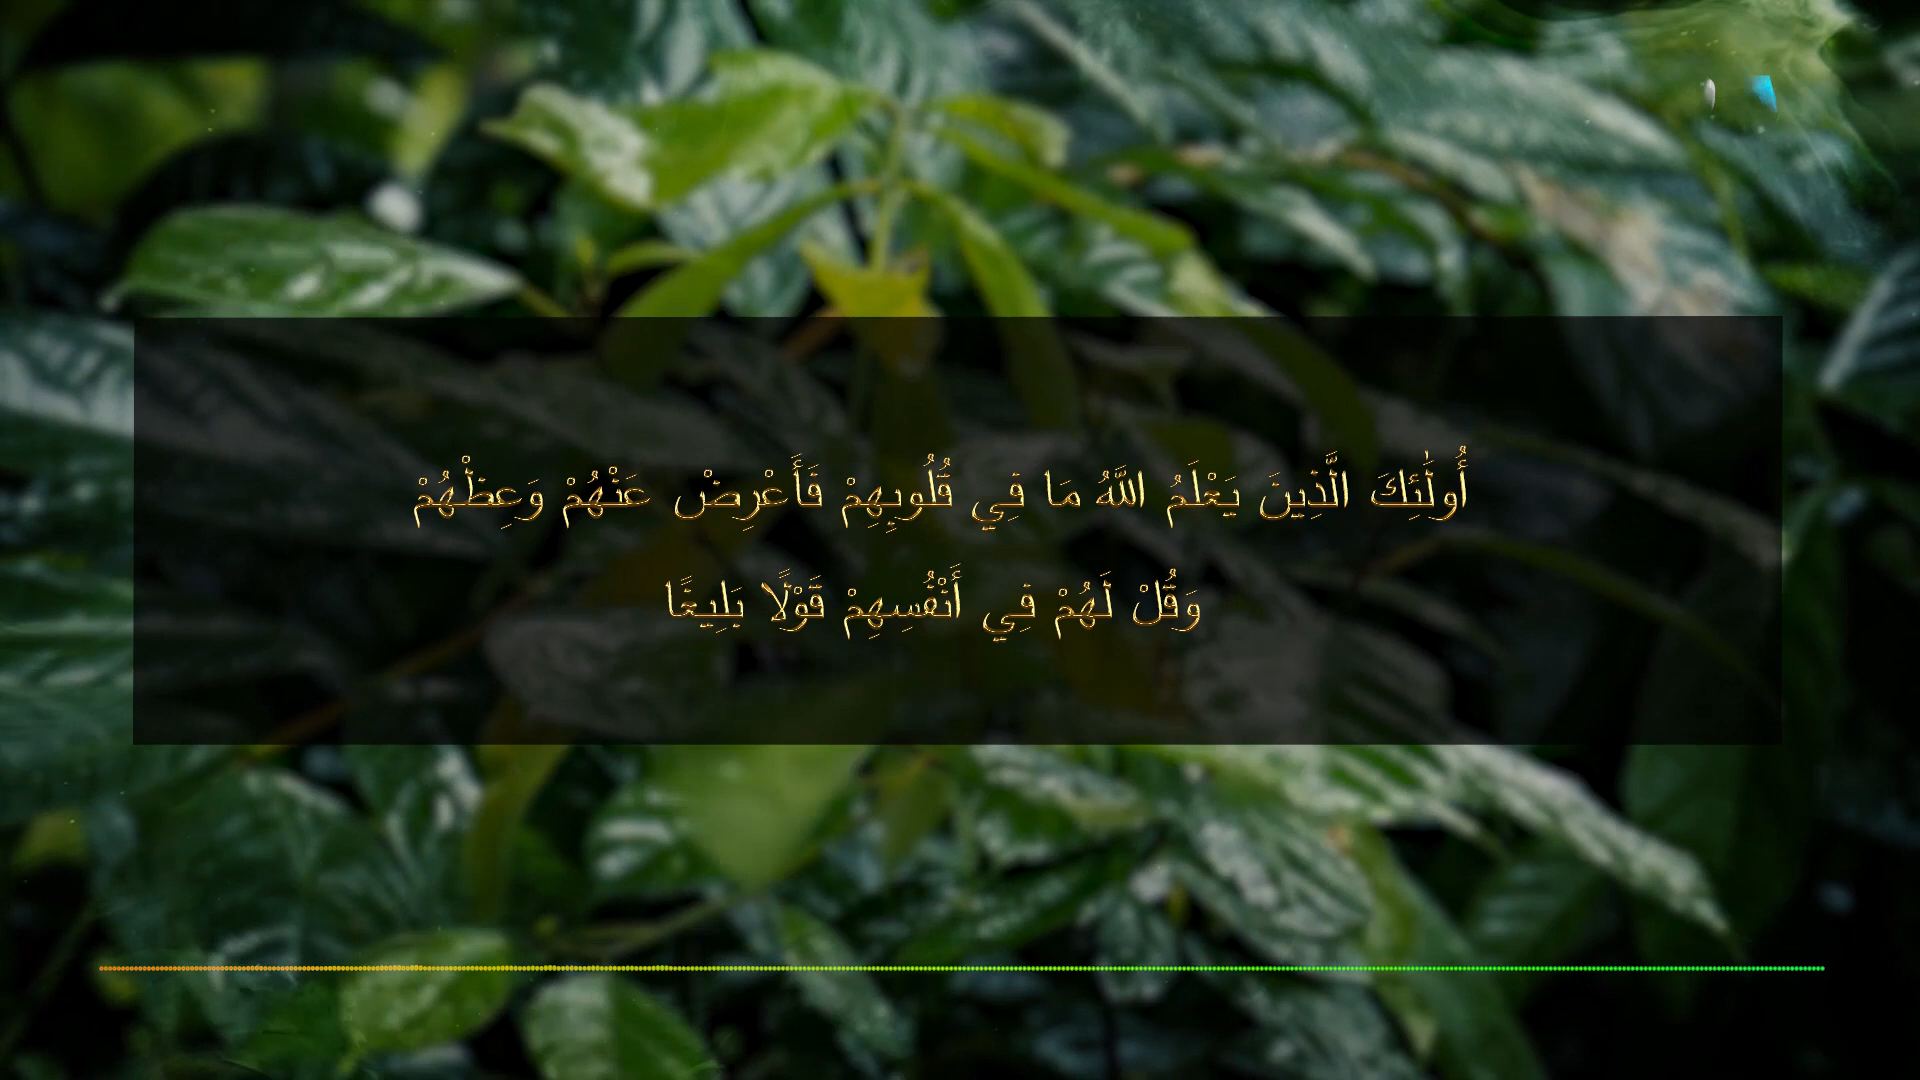 أُولَٰئِكَ الَّذِينَ يَعْلَمُ اللَّهُ مَا فِي قُلُوبِهِمْ فَأَعْرِضْ عَنْهُمْ وَعِظْهُمْ
وَقُلْ لَهُمْ فِي أَنْفُسِهِمْ قَوْلًا بَلِيغًا